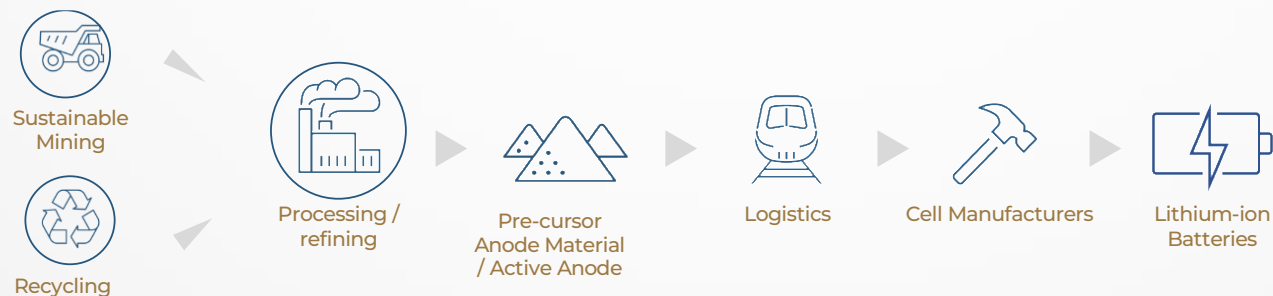 Sustainable
Mining
Recycling
Processing /
refining
Pre-cursor
Anode Material
/ Active Anode
Logistics
Cell Manufacturers
Lithium-ion
Batteries